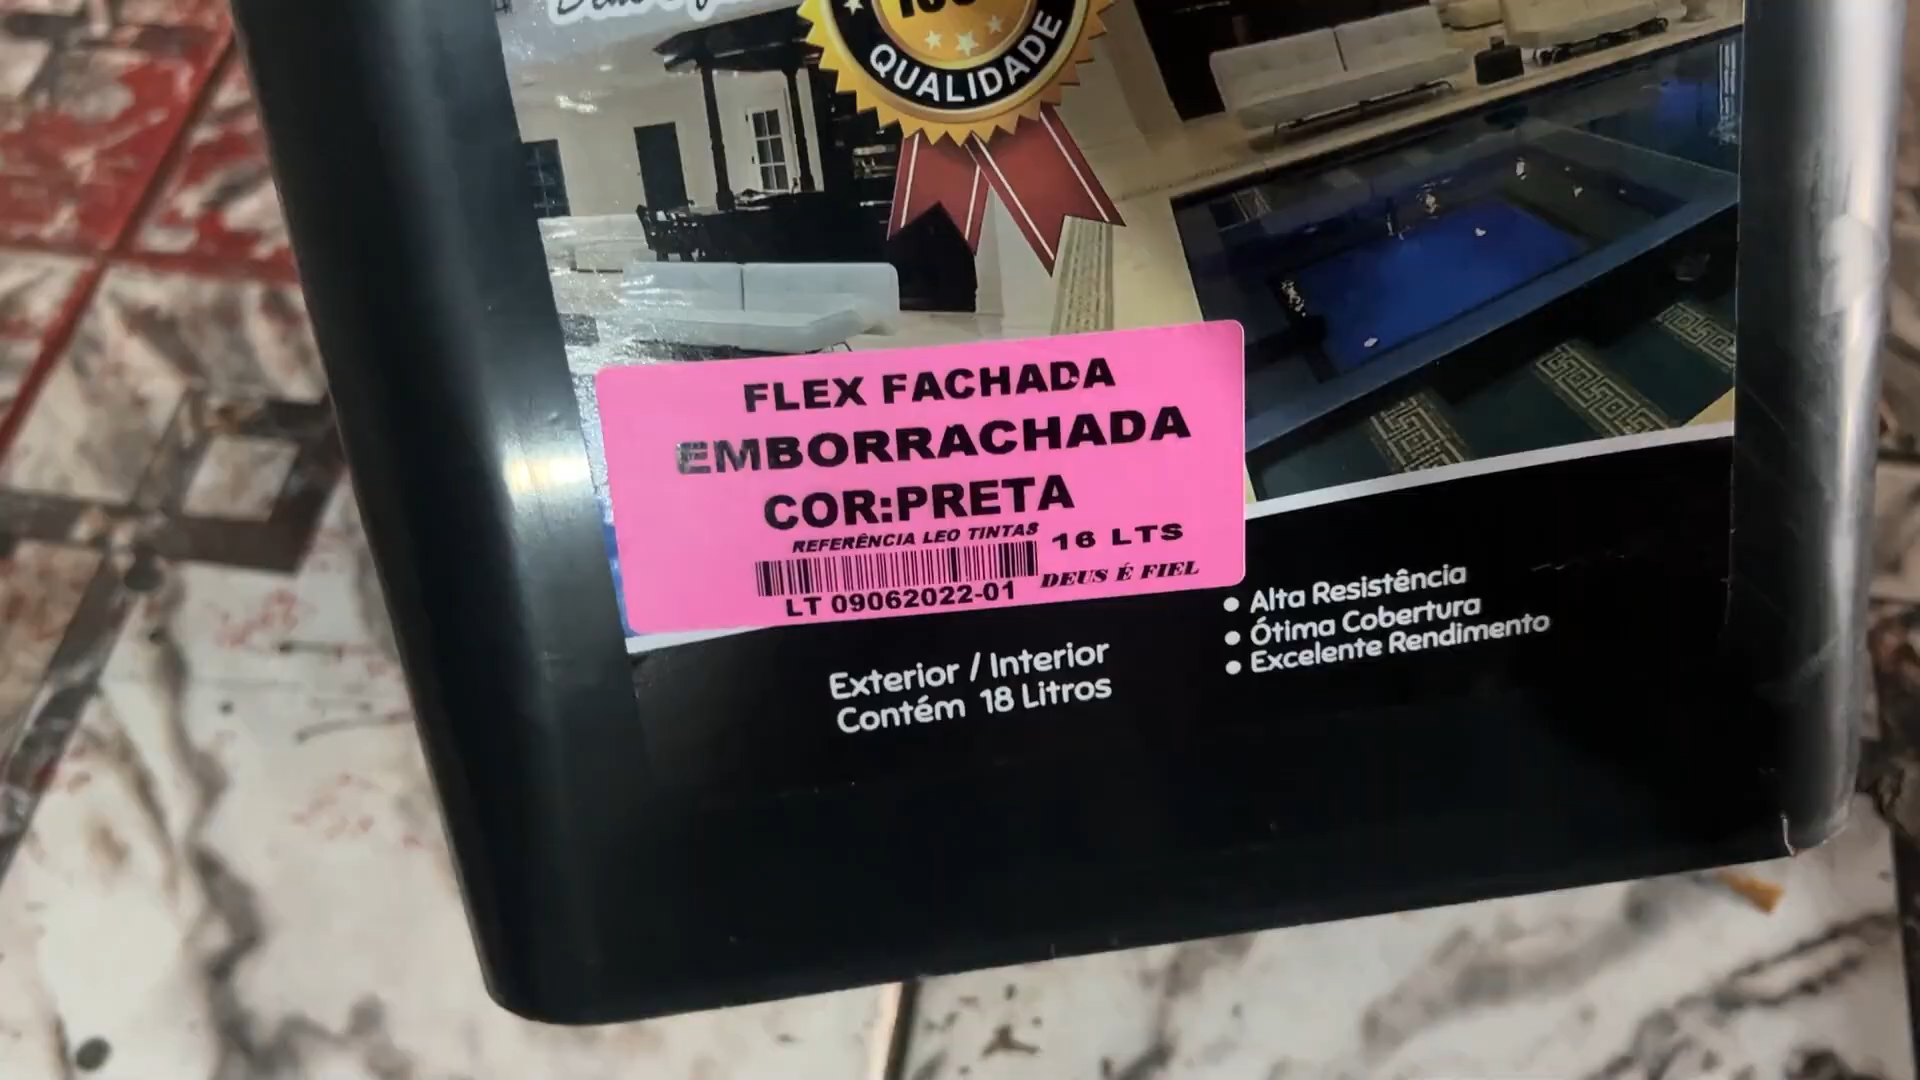 QUALIDADE
FLEX FACHADA
EMBORRACHADA
COR:PRETA
REFERÊNCIA LEO TINTAS
16 LTS
LT 09062022-01
DEUS É FIEL
Exterior / Interior
Contém 18 Litros
• Alta Resistência
• Ótima Cobertura
• Excelente Rendimento